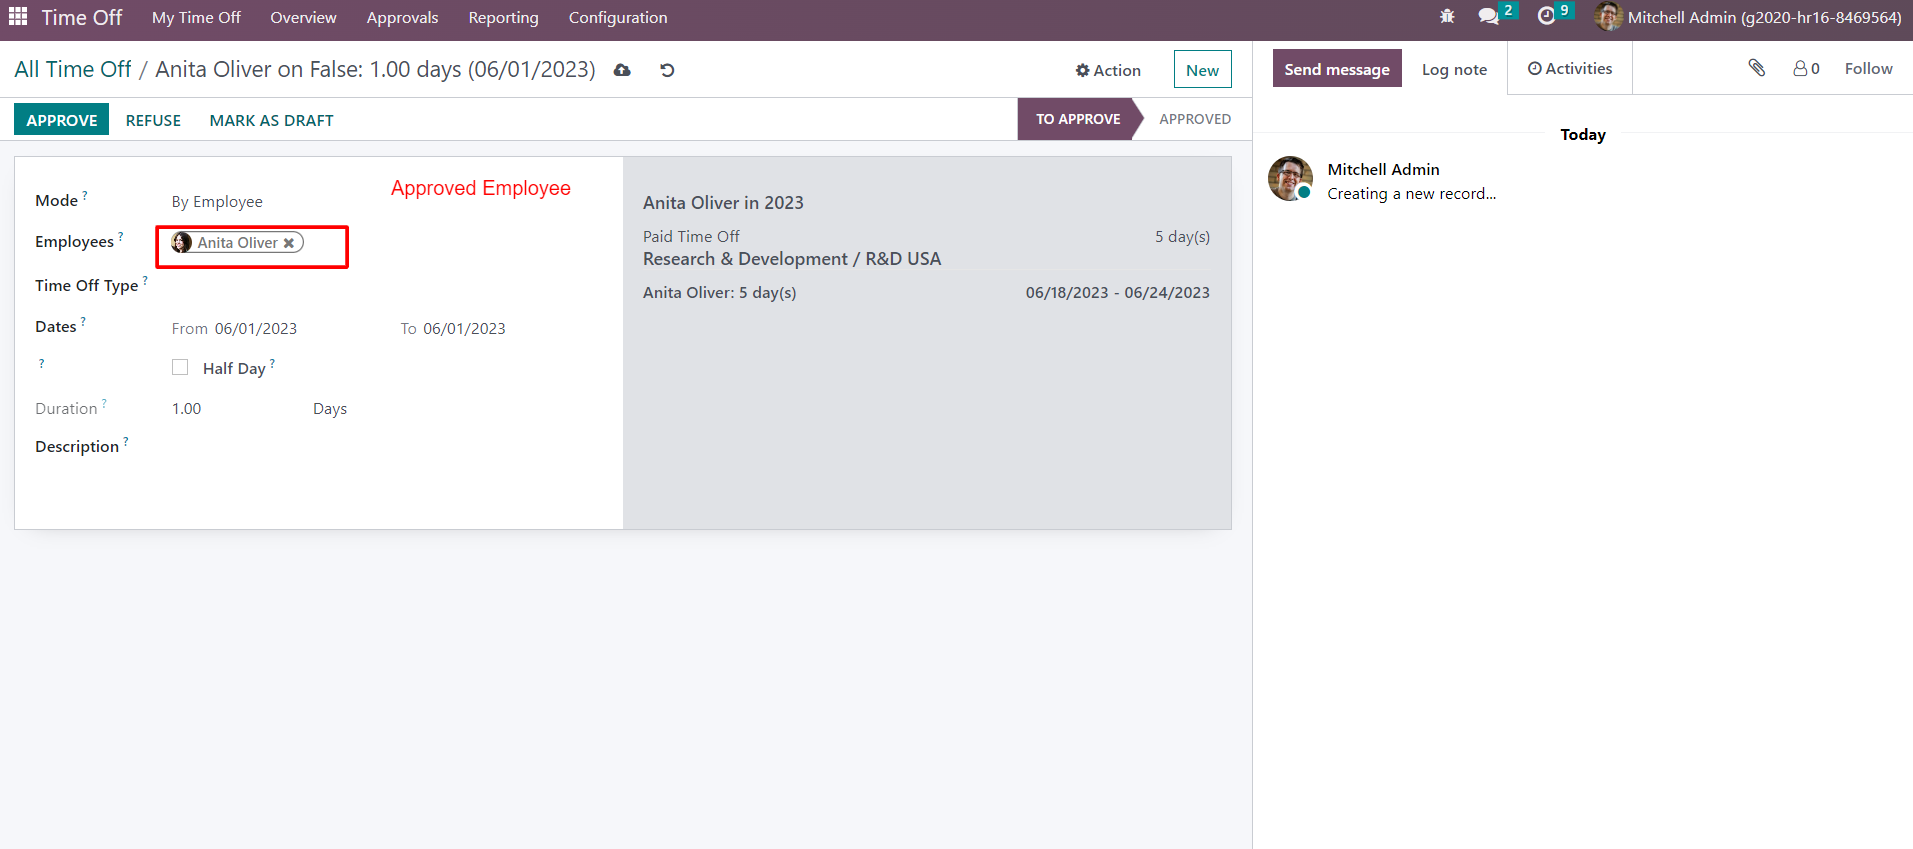 Time Off My Time Off Overview Approvals Reporting Configuration 2 9 Mitchell Admin (g2020-hr16-8469564)
All Time Off / Anita Oliver on False: 1.00 days (06/01/2023) Action New
Send message Log note Activities 0 Follow
APPROVE REFUSE MARK AS DRAFT TO APPROVE APPROVED
Today
Mitchell Admin
Creating a new record...
Approved Employee
Mode ? By Employee
Employees ? Anita Oliver
Time Off Type ?
Dates ? From 06/01/2023 To 06/01/2023
? Half Day ?
Duration ? 1.00 Days
Description ?
Anita Oliver in 2023
Paid Time Off 5 day(s)
Research & Development / R&D USA
Anita Oliver: 5 day(s) 06/18/2023 - 06/24/2023